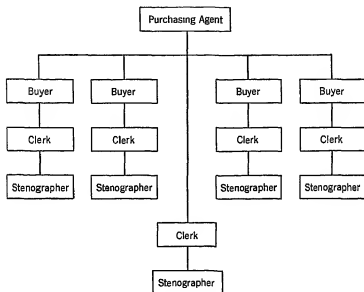 Purchasing Agent
Buyer Buyer Buyer Buyer
Clerk Clerk Clerk Clerk
Stenographer Stenographer Stenographer Stenographer
Clerk
Stenographer